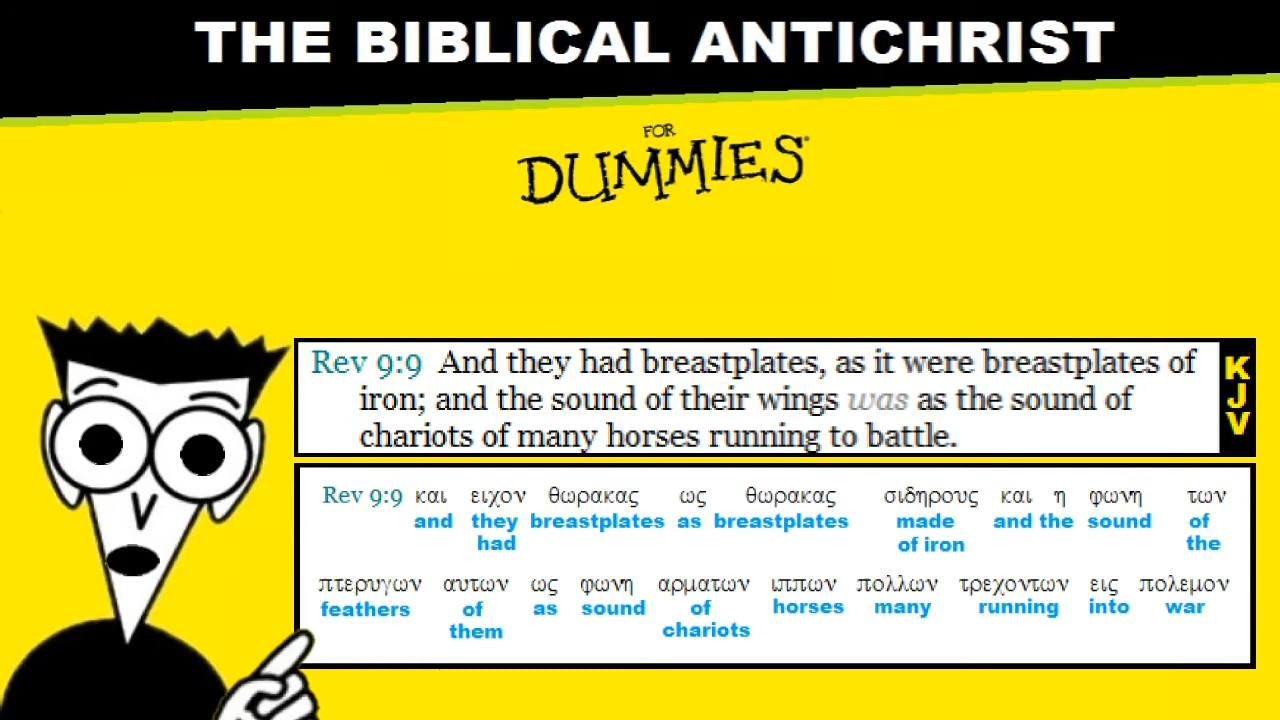 THE BIBLICAL ANTICHRIST
FOR
DUMMIES®
Rev 9:9 And they had breastplates, as it were breastplates of
iron; and the sound of their wings was as the sound of
chariots of many horses running to battle.
KJV
Rev 9:9 και ειχον θωρακας ως θωρακας σιδηρους και η φωνη των
and they had breastplates as breastplates made of iron and the sound of the
πτερυγων αυτων ως φωνη αρματων ιππων πολλων τρεχοντων εις πολεμον
feathers of them as sound of chariots horses many running into war